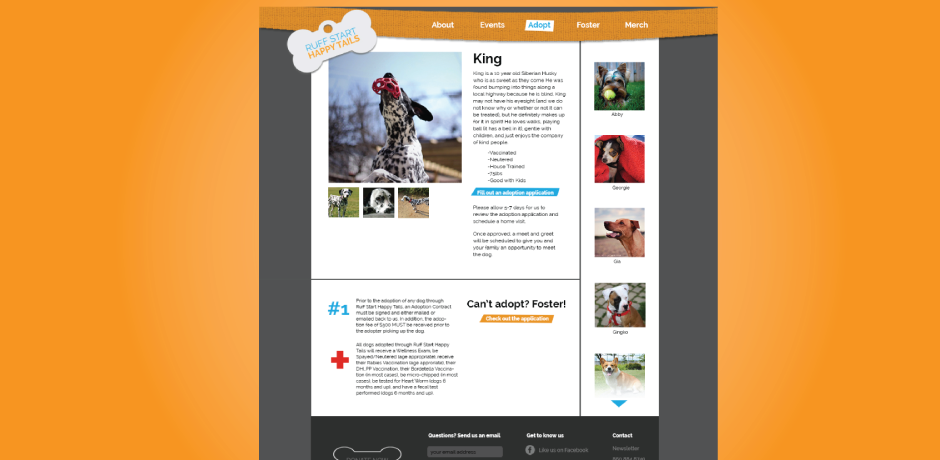 RUFF START
HAPPY TAILS
About
Events
Adopt
Foster
Merch
King
King is a 10 year old Siberian Husky
who is as sweet as they come He was
found bumping into things along a
local highway because he is blind. King
may not have his eyesight (and we do
not know why or whether or not it can
be treated), but he definitely makes up
for it in spirit! He loves walks, playing
ball (it has a bell in it), gentle with
children, and just enjoys the company
of kind people.
-Vaccinated
-Neutered
-House Trained
-75lbs
-Good with Kids
Fill out an adoption application
Please allow 5-7 days for us to
review the adoption application and
schedule a home visit.
Once approved, a meet and greet
will be scheduled to give you and
your family an opportunity to meet
the dog.
Abby
Georgie
Gia
#1
Prior to the adoption of any dog through
Ruff Start Happy Tails, an Adoption Contract
must be signed and either mailed or
emailed back to us. In addition, the adop-
tion fee of $300 MUST be received prior to
the adopter picking up the dog.
All dogs adopted through Ruff Start Happy
Tails will receive a Wellness Exam, be
Spayed/Neutered (age appropriate), receive
their Rabies Vaccination (age appropriate), their
DHLPP Vaccination, their Bordetella Vaccina-
tion (in most cases), be micro-chipped (in most
cases), be tested for Heart Worm (dogs 6
months and up), and have a fecal test
performed (dogs 6 months and up).
Can't adopt? Foster!
Check out the application
Questions? Send us an email
your email address
Get to know us
Like us on Facebook
Contact
Newsletter